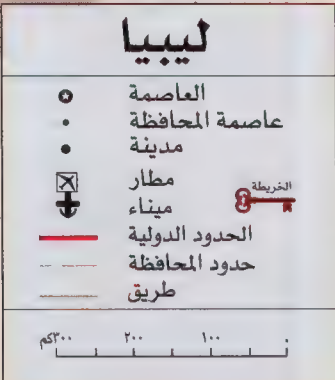 ليبيا
العاصمة
عاصمة المحافظة
مدينة
مطار
ميناء
الخريطة
الحدود الدولية
حدود المحافظة
طريق
٠ ١٠٠ ٢٠٠ ٣٠٠كم